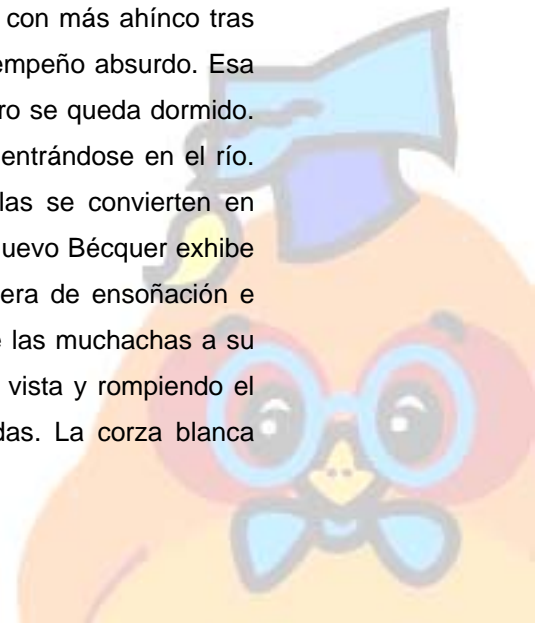 con más ahínco tras
empeño absurdo. Esa
ro se queda dormido.
entrándose en el río.
las se convierten en
uevo Bécquer exhibe
era de ensoñación e
e las muchachas a su
vista y rompiendo el
das. La corza blanca